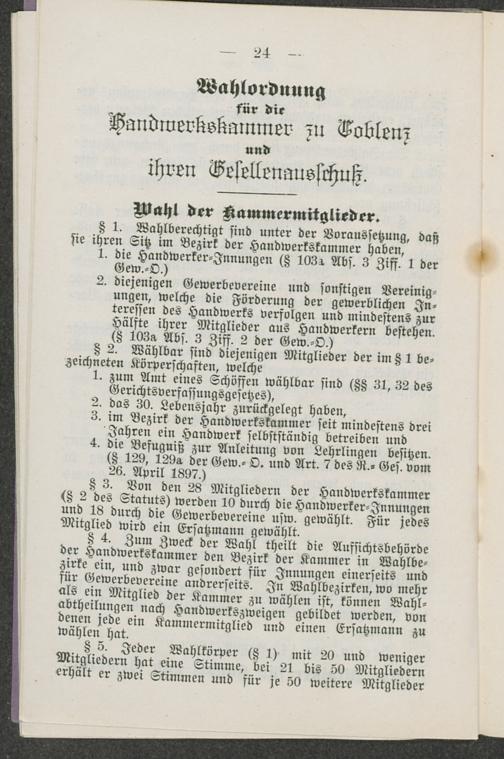 — 24 —
Wahlordnung
für die
Handwerkskammer zu Coblenz
und
ihren Gesellenausschuß.
Wahl der Kammermitglieder.
§ 1. Wahlberechtigt sind unter der Voraussetzung, daß
sie ihren Sitz im Bezirk der Handwerkskammer haben,
1. die Handwerker-Innungen (§ 103a Abs. 3 Ziff. 1 der
Gew.-O.)
2. diejenigen Gewerbevereine und sonstigen Vereinig-
ungen, welche die Förderung der gewerblichen In-
teressen des Handwerks verfolgen und mindestens zur
Hälfte ihrer Mitglieder aus Handwerkern bestehen.
(§ 103a Abs. 3 Ziff. 2 der Gew.-O.)
§ 2. Wählbar sind diejenigen Mitglieder der im § 1 be-
zeichneten Körperschaften, welche
1. zum Amt eines Schöffen wählbar sind (§§ 31, 32 des
Gerichtsverfassungsgesetzes),
2. das 30. Lebensjahr zurückgelegt haben,
3. im Bezirk der Handwerkskammer seit mindestens drei
Jahren ein Handwerk selbstständig betreiben und
4. die Befugniß zur Anleitung von Lehrlingen besitzen.
(§ 129, 129a der Gew.-O. und Art. 7 des R.-Ges. vom
26. April 1897.)
§ 3. Von den 28 Mitgliedern der Handwerkskammer
(§ 2 des Statuts) werden 10 durch die Handwerker-Innungen
und 18 durch die Gewerbevereine usw. gewählt. Für jedes
Mitglied wird ein Ersatzmann gewählt.
§ 4. Zum Zweck der Wahl theilt die Aufsichtsbehörde
der Handwerkskammer den Bezirk der Kammer in Wahlbe-
zirke ein, und zwar gesondert für Innungen einerseits und
für Gewerbevereine andrerseits. In Wahlbezirken, wo mehr
als ein Mitglied der Kammer zu wählen ist, können Wahl-
abtheilungen nach Handwerkszweigen gebildet werden, von
denen jede ein Kammermitglied und einen Ersatzmann zu
wählen hat.
§ 5. Jeder Wahlkörper (§ 1) mit 20 und weniger
Mitgliedern hat eine Stimme, bei 21 bis 50 Mitgliedern
erhält er zwei Stimmen und für je 50 weitere Mitglieder